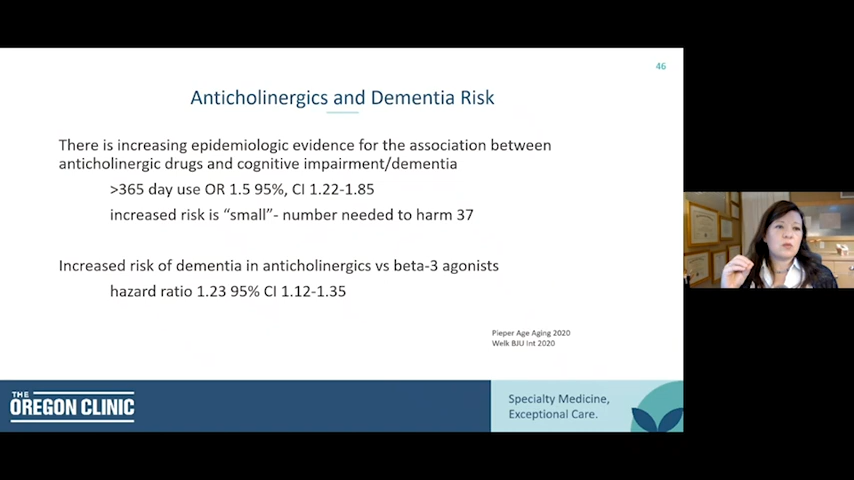 46
Anticholinergics and Dementia Risk
There is increasing epidemiologic evidence for the association between
anticholinergic drugs and cognitive impairment/dementia
>365 day use OR 1.5 95%, CI 1.22-1.85
increased risk is “small”- number needed to harm 37
Increased risk of dementia in anticholinergics vs beta-3 agonists
hazard ratio 1.23 95% CI 1.12-1.35
Pieper Age Aging 2020
Welk BJU Int 2020
THE
OREGON CLINIC
Specialty Medicine,
Exceptional Care.